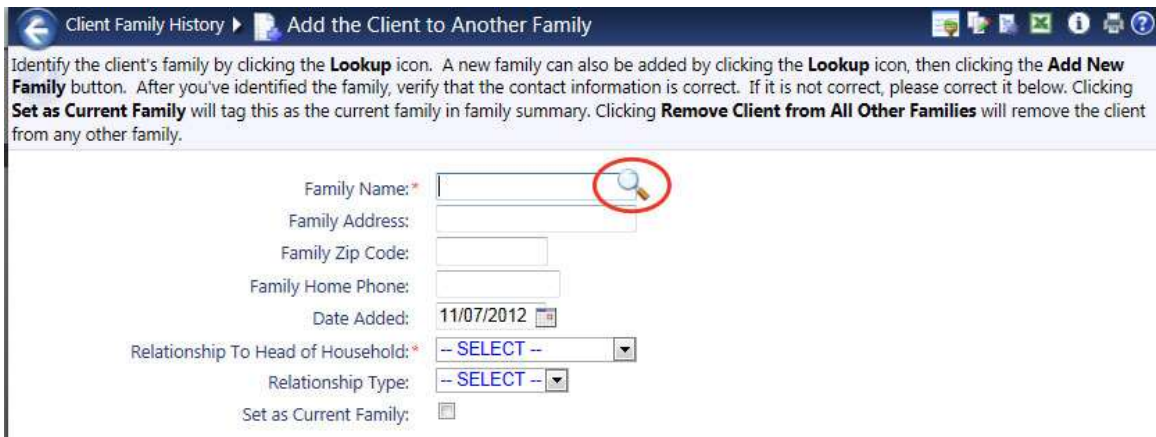 Client Family History Add the Client to Another Family
Identify the client's family by clicking the Lookup icon. A new family can also be added by clicking the Lookup icon, then clicking the Add New
Family button. After you've identified the family, verify that the contact information is correct. If it is not correct, please correct it below. Clicking
Set as Current Family will tag this as the current family in family summary. Clicking Remove Client from All Other Families will remove the client
from any other family.
Family Name:*
Family Address:
Family Zip Code:
Family Home Phone:
Date Added: 11/07/2012
Relationship To Head of Household:* -- SELECT --
Relationship Type: -- SELECT --
Set as Current Family: